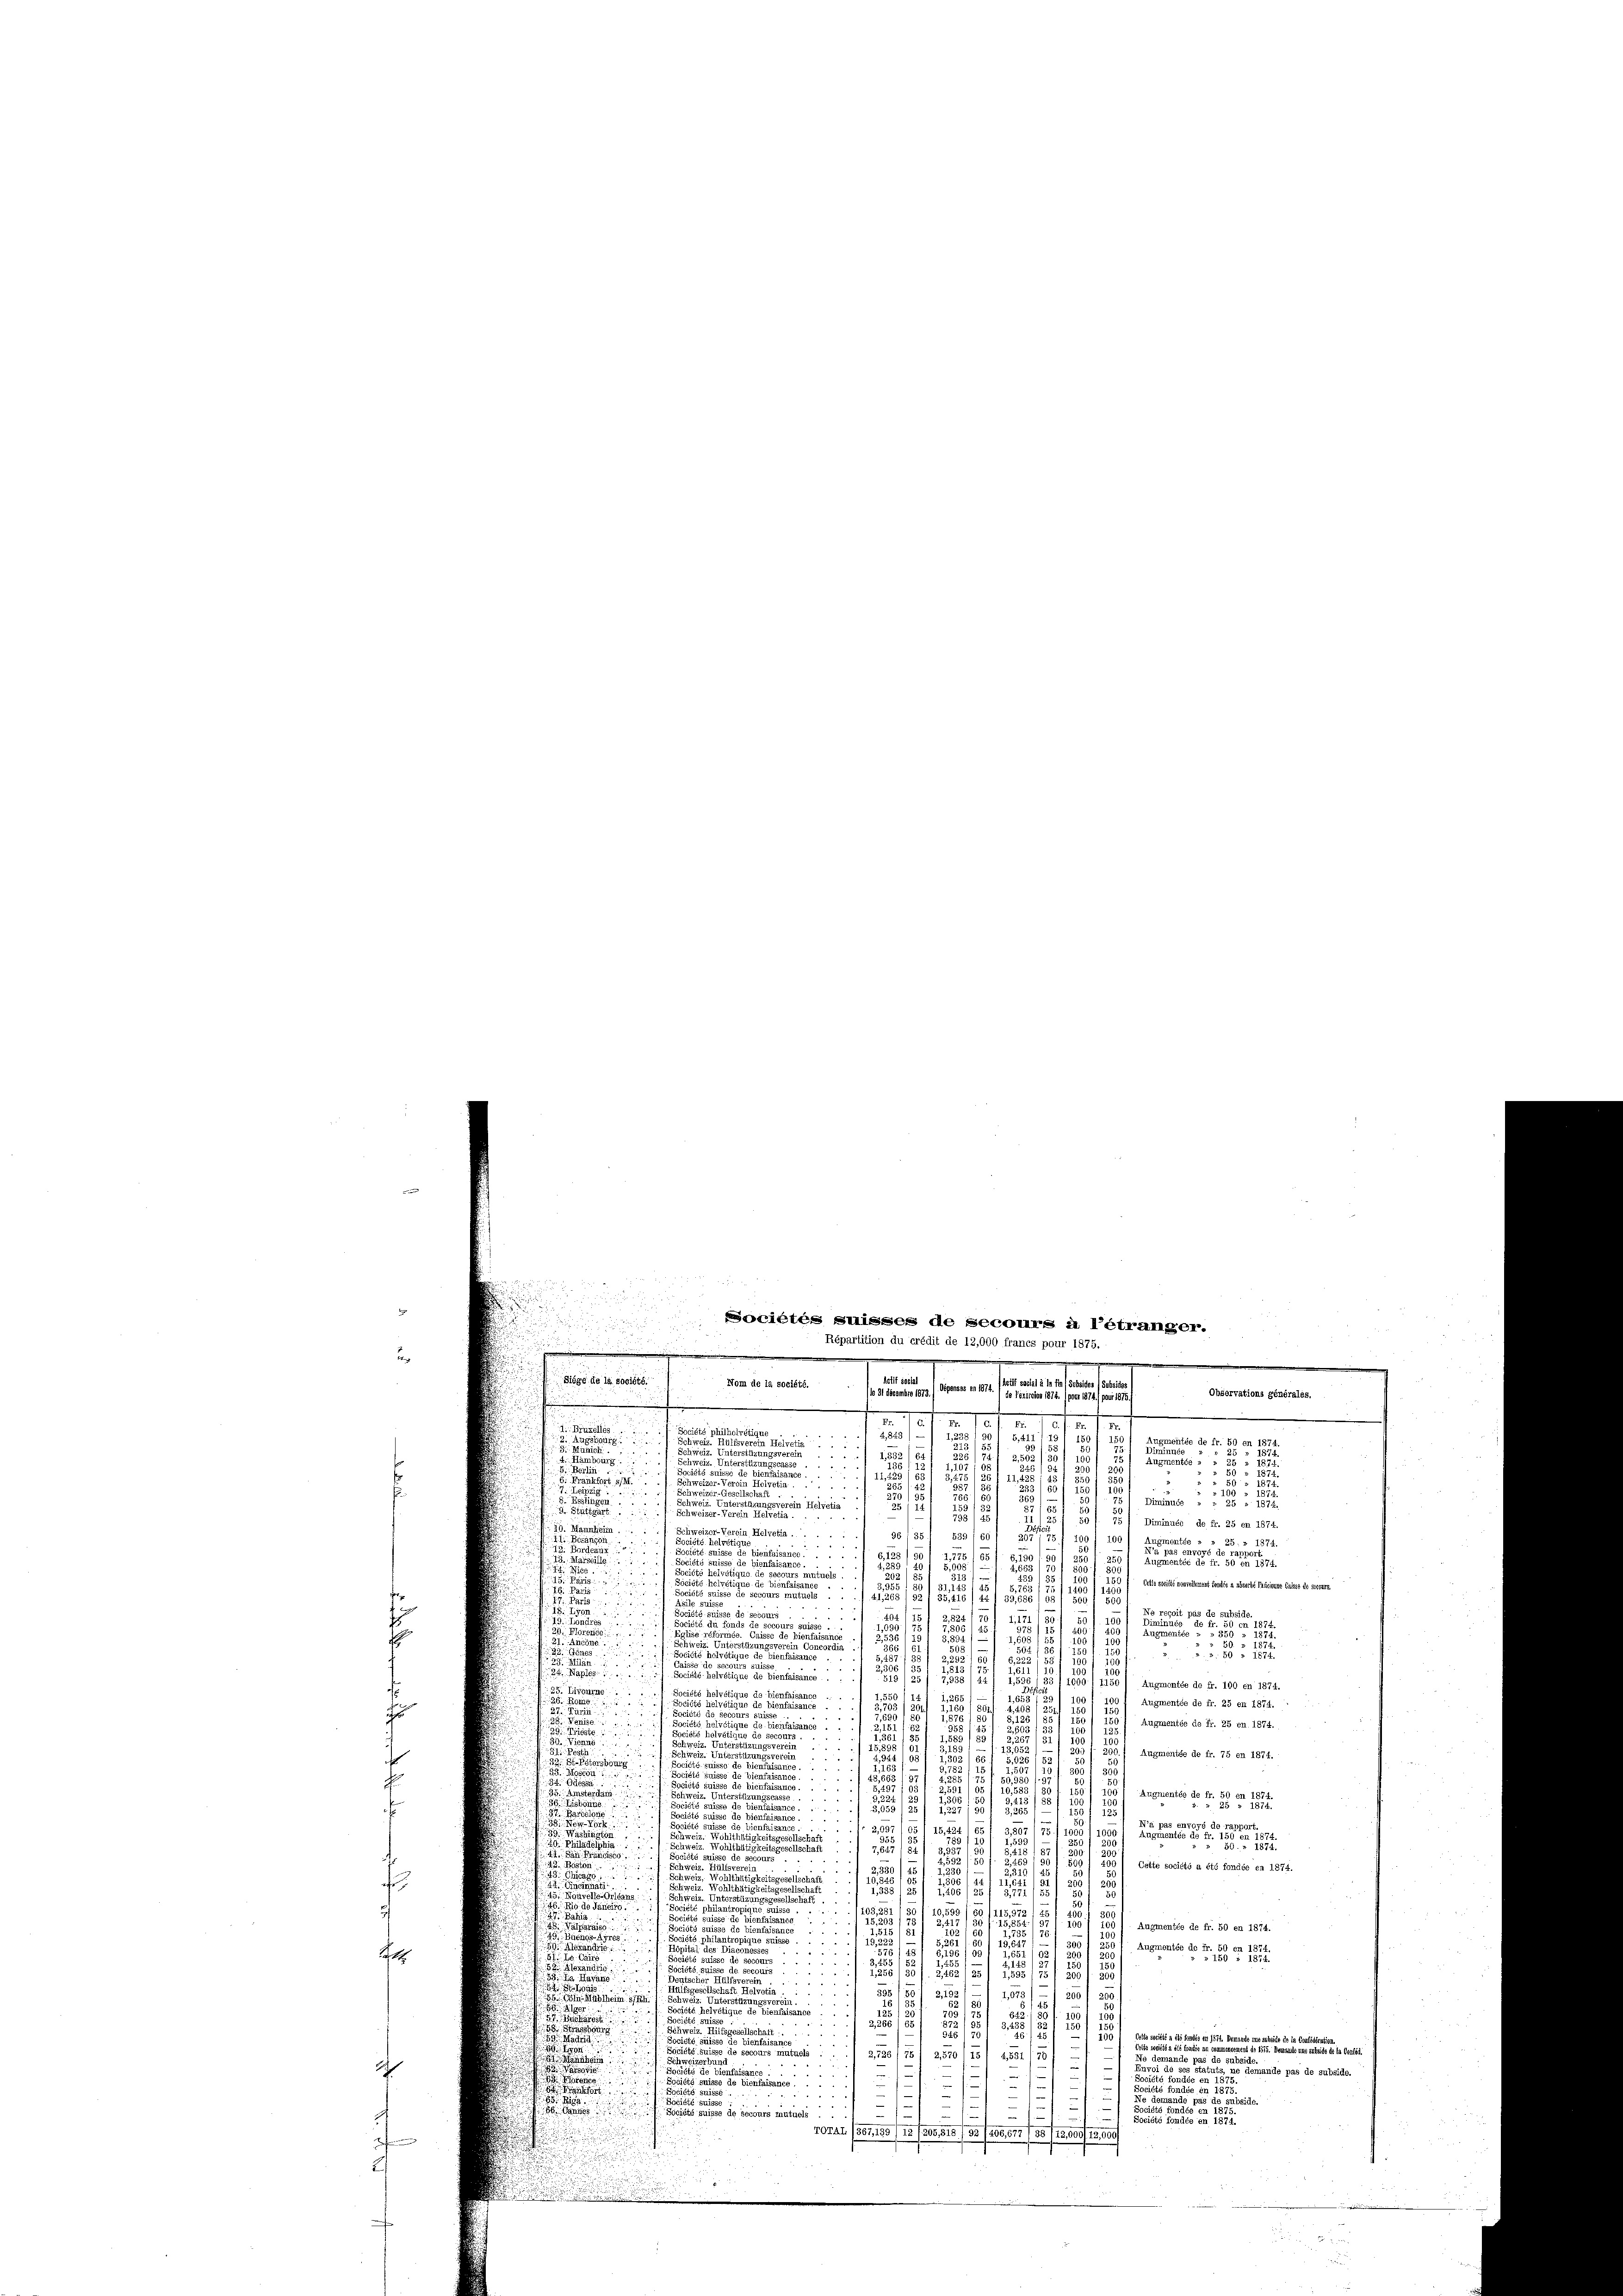 Sociétés suisses de secours à l'étranger.
Répartition du crédit de 12,000 francs pour 1875.
Siége de la société. Nom de la société. Actif social le 31 décembre 1873. Dépenses en 1874. Actif social à la fin de l'exercice 1874. Subsides pour 1874. Subsides pour 1875. Observations générales.
Fr. C. Fr. C. Fr. C. Fr. Fr.
1. Bruxelles Société philhelvétique 4,843 — 1,238 90 5,411 19 150 150 Augmentée de fr. 50 en 1874.
2. Augsbourg Schweiz. Hülfsverein Helvetia — — 213 55 99 58 50 75 Diminuée » » 25 » 1874.
3. Munich Schweiz. Unterstüzungsverein 1,332 64 226 74 2,502 30 100 75 Augmentée » » 25 » 1874.
4. Hambourg Schweiz. Unterstüzungscasse 136 12 1,107 08 246 94 200 200 » » » 50 » 1874.
5. Berlin Société suisse de bienfaisance 11,429 63 3,475 26 11,428 43 350 350 » » » 50 » 1874.
6. Frankfort s/M. Schweizer-Verein Helvetia 265 42 987 36 233 60 150 100 » » » 100 » 1874.
7. Leipzig Schweizer-Gesellschaft 270 95 766 60 369 — 50 75 Diminuée » » 25 » 1874.
8. Esslingen Schweiz. Unterstüzungsverein Helvetia 25 14 159 32 87 65 50 50
9. Stuttgart Schweizer-Verein Helvetia — — 798 45 11 25 50 75 Diminuée de fr. 25 en 1874.
Déficit
10. Mannheim Schweizer-Verein Helvetia 96 35 539 60 207 75 100 100 Augmentée » » 25 » 1874.
11. Besançon Société helvétique — — 50 — N'a pas envoyé de rapport.
12. Bordeaux Société suisse de bienfaisance 6,128 90 1,775 65 6,190 90 250 250 Augmentée de fr. 50 en 1874.
13. Marseille Société suisse de bienfaisance 4,289 40 5,008 — 4,663 70 800 800
14. Nice Société helvétique de secours mutuels 202 85 313 — 439 35 100 150 Cette société nouvellement fondée a absorbé l'ancienne Caisse de secours.
15. Paris Société helvétique de bienfaisance 3,955 80 31,143 45 5,763 75 1400 1400
16. Paris Société suisse de secours mutuels 41,268 92 35,416 44 39,686 08 500 500
17. Paris Asile suisse — — — — — Ne reçoit pas de subside.
18. Lyon Société suisse de secours 404 15 2,824 70 1,171 80 50 100 Diminuée de fr. 50 en 1874.
19. Londres Société du fonds de secours suisse 1,090 75 7,806 45 978 15 400 400 Augmentée » » 350 » 1874.
20. Florence Eglise réformée. Caisse de bienfaisance 2,536 19 3,894 — 1,608 55 100 100 » » » 50 » 1874.
21. Ancône Schweiz. Unterstüzungsverein Concordia 366 61 508 — 504 36 150 150 » » » 50 » 1874.
22. Gênes Société helvétique de bienfaisance 5,487 38 2,292 60 6,222 53 100 100
23. Milan Caisse de secours suisse 2,306 35 1,813 75 1,611 10 100 100
24. Naples Société helvétique de bienfaisance 519 25 7,938 44 1,596 33 1000 1150 Augmentée de fr. 100 en 1874.
Déficit
25. Livourne Société helvétique de bienfaisance 1,550 14 1,265 — 1,653 29 100 100 Augmentée de fr. 25 en 1874.
26. Rome Société helvétique de bienfaisance 3,703 20 1,160 80 4,408 25 150 150
27. Turin Société de secours suisse 7,690 80 1,876 80 8,126 85 150 150 Augmentée de fr. 25 en 1874.
28. Venise Société helvétique de bienfaisance 2,151 62 958 45 2,603 33 100 125
29. Trieste Société helvétique de secours 1,361 35 1,589 89 2,267 31 100 100
30. Vienne Schweiz. Unterstüzungsverein 15,898 01 3,189 — 13,052 — 200 200 Augmentée de fr. 75 en 1874.
31. Pesth Schweiz. Unterstüzungsverein 4,944 08 1,302 66 5,026 52 50 50
32. St-Pétersbourg Société suisse de bienfaisance 1,163 — 9,782 15 1,507 10 300 300
33. Moscou Société suisse de bienfaisance 48,663 97 4,285 75 50,980 97 50 50
34. Odessa Société suisse de bienfaisance 5,497 03 2,591 05 10,583 80 150 100 Augmentée de fr. 50 en 1874.
35. Amsterdam Schweiz. Unterstüzungscasse 9,224 29 1,306 50 9,413 88 100 100 » » » 25 » 1874.
36. Lisbonne Société suisse de bienfaisance 3,059 25 1,227 90 3,265 — 150 125
37. Barcelone Société suisse de bienfaisance — — — 50 — N'a pas envoyé de rapport.
38. New-York Société suisse de bienfaisance 2,097 05 15,424 65 3,807 75 1000 1000 Augmentée de fr. 150 en 1874.
39. Washington Schweiz. Wohlthätigkeitsgesellschaft 955 35 789 10 1,599 — 250 200 » » » 50 » 1874.
40. Philadelphia Schweiz. Wohlthätigkeitsgesellschaft 7,647 84 3,937 90 8,418 87 200 200
41. San Francisco Société suisse de secours — — 4,592 50 2,469 90 500 400 Cette société a été fondée en 1874.
42. Boston Schweiz. Hülfsverein 2,330 45 1,230 — 2,310 45 50 50
43. Chicago Schweiz. Wohlthätigkeitsgesellschaft 10,846 05 1,306 44 11,641 91 200 200
44. Cincinnati Schweiz. Wohlthätigkeitsgesellschaft 1,338 25 1,406 25 3,771 55 50 50
45. Nouvelle-Orléans Schweiz. Unterstüzungsgesellschaft — — — 50 —
46. Rio de Janeiro Société philantropique suisse 103,281 30 10,599 60 115,972 45 400 300
47. Bahia Société suisse de bienfaisance 15,203 73 2,417 30 15,854 97 100 100 Augmentée de fr. 50 en 1874.
48. Valparaiso Société suisse de bienfaisance 1,515 81 102 60 1,735 76 — 100
49. Buenos-Ayres Société philantropique suisse 19,222 — 5,261 60 19,647 — 300 250 Augmentée de fr. 50 en 1874.
50. Alexandrie Hôpital des Diaconesses 576 48 6,196 09 1,651 02 200 200 » » » 150 » 1874.
51. Le Caire Société suisse de secours 3,455 52 1,455 — 4,148 27 150 150
52. Alexandrie Société suisse de secours 1,256 30 2,462 25 1,595 75 200 200
53. La Havane Deutscher Hülfsverein
54. St-Louis Hülfsgesellschaft Helvetia 395 50 2,192 — 1,073 — 200 200
55. Cöln-Mühlheim s/Rh. Schweiz. Unterstüzungsverein 16 35 62 80 6 45 — 50
56. Alger Société helvétique de bienfaisance 125 20 709 75 642 80 100 100
57. Bucharest Société suisse 2,266 65 872 95 3,438 32 150 150
58. Strassbourg Schweiz. Hilfsgesellschaft — — 946 70 46 45 — 100 Cette société a été fondée en 1874. Demande une subside de la Confédération.
59. Madrid Société suisse de bienfaisance Cette société a été fondée au commencement de 1875. Demande une subside de la Conféd.
60. Lyon Société suisse de secours mutuels 2,726 75 2,570 15 4,531 70 — — Ne demande pas de subside.
61. Mannheim Schweizerbund — — — — — Envoi de ses statuts, ne demande pas de subside.
62. Varsovie Société de bienfaisance — — — — — Société fondée en 1875.
63. Florence Société suisse de bienfaisance — — — — — Société fondée en 1875.
64. Frankfort Société suisse — — — — — Ne demande pas de subside.
65. Riga Société suisse — — — — — Société fondée en 1875.
66. Cannes Société suisse de secours mutuels — — — — — Société fondée en 1874.
TOTAL 367,139 12 205,818 92 406,677 38 12,000 12,000